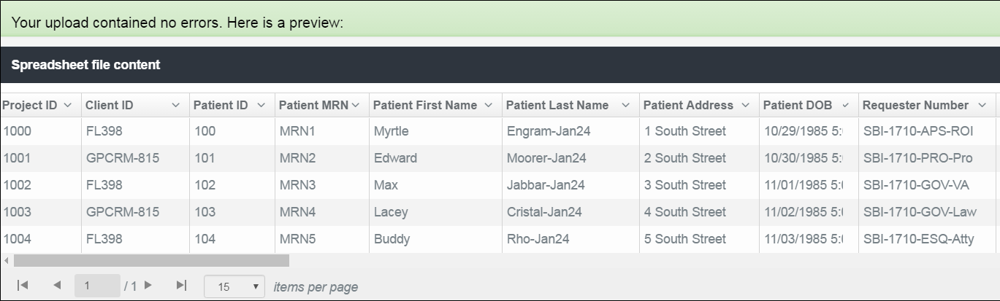 Your upload contained no errors. Here is a preview:
Spreadsheet file content
Project ID Client ID Patient ID Patient MRN Patient First Name Patient Last Name Patient Address Patient DOB Requester Number
1000 FL398 100 MRN1 Myrtle Engram-Jan24 1 South Street 10/29/1985 5: SBI-1710-APS-ROI
1001 GPCRM-815 101 MRN2 Edward Moorer-Jan24 2 South Street 10/30/1985 5: SBI-1710-PRO-Pro
1002 FL398 102 MRN3 Max Jabbar-Jan24 3 South Street 11/01/1985 5: SBI-1710-GOV-VA
1003 GPCRM-815 103 MRN4 Lacey Cristal-Jan24 4 South Street 11/02/1985 5: SBI-1710-GOV-Law
1004 FL398 104 MRN5 Buddy Rho-Jan24 5 South Street 11/03/1985 5: SBI-1710-ESQ-Atty
1 / 1 15 items per page